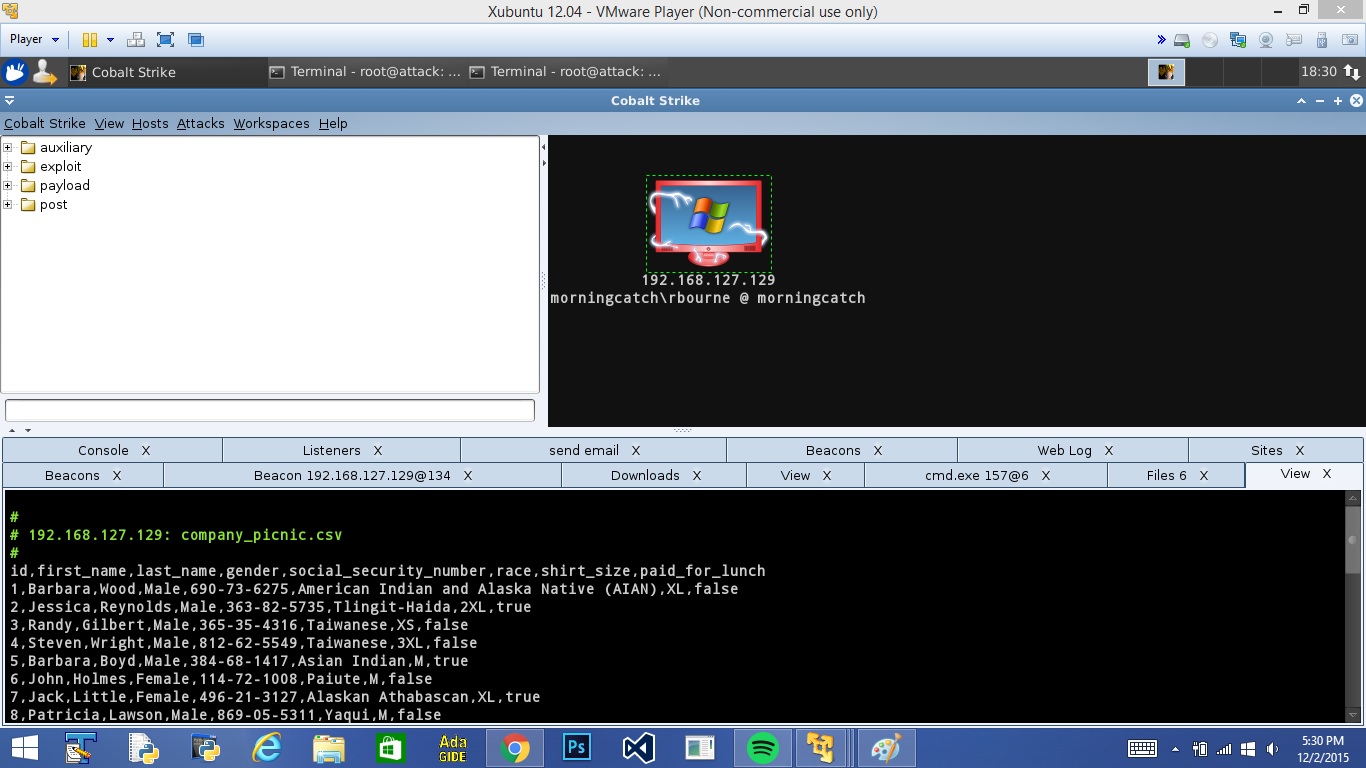 Xubuntu 12.04 - VMware Player (Non-commercial use only)
Player
Cobalt Strike
Terminal - root@attack: ...
Terminal - root@attack: ...
18:30
Cobalt Strike
Cobalt Strike View Hosts Attacks Workspaces Help
auxiliary
exploit
payload
post
192.168.127.129
morningcatch\rbourne @ morningcatch
Console X Listeners X send email X Beacons X Web Log X Sites X
Beacons X Beacon 192.168.127.129@134 X Downloads X View X cmd.exe 157@6 X Files 6 X View X
#
# 192.168.127.129: company_picnic.csv
#
id,first_name,last_name,gender,social_security_number,race,shirt_size,paid_for_lunch
1,Barbara,Wood,Male,690-73-6275,American Indian and Alaska Native (AIAN),XL,false
2,Jessica,Reynolds,Male,363-82-5735,Tlingit-Haida,2XL,true
3,Randy,Gilbert,Male,365-35-4316,Taiwanese,XS,false
4,Steven,Wright,Male,812-62-5549,Taiwanese,3XL,false
5,Barbara,Boyd,Male,384-68-1417,Asian Indian,M,true
6,John,Holmes,Female,114-72-1008,Paiute,M,false
7,Jack,Little,Female,496-21-3127,Alaskan Athabascan,XL,true
8,Patricia,Lawson,Male,869-05-5311,Yaqui,M,false
Ada
GIDE
Ps
5:30 PM
12/2/2015